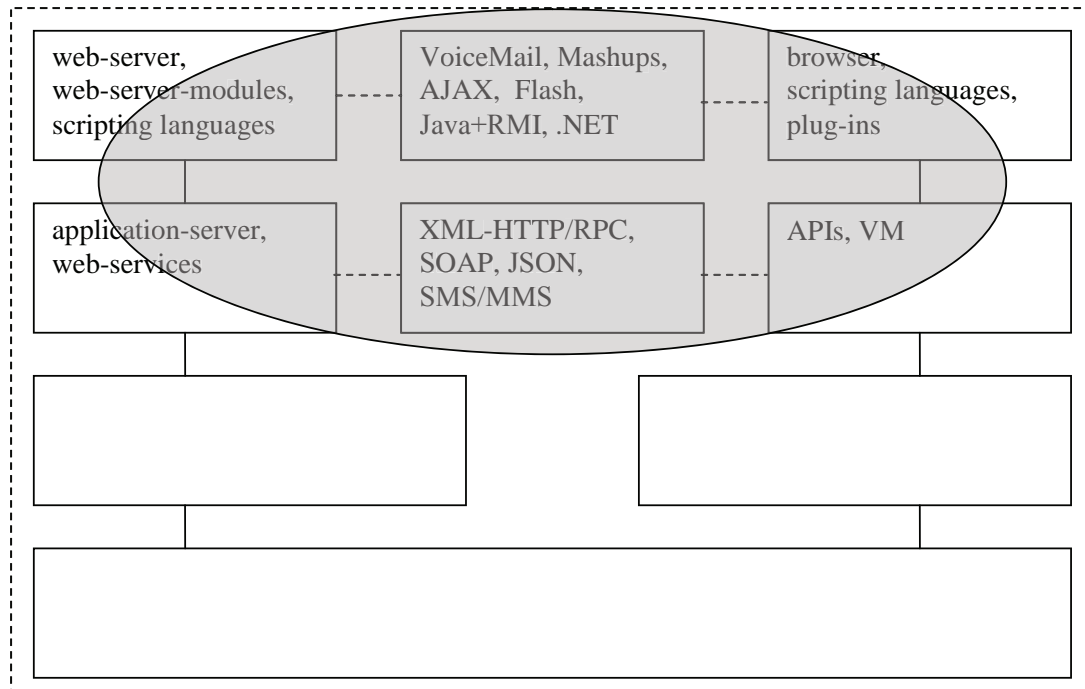 web-server,
web-server-modules,
scripting languages
VoiceMail, Mashups,
AJAX,  Flash,
Java+RMI, .NET
browser,
scripting languages,
plug-ins
application-server,
web-services
XML-HTTP/RPC,
SOAP, JSON,
SMS/MMS
APIs, VM